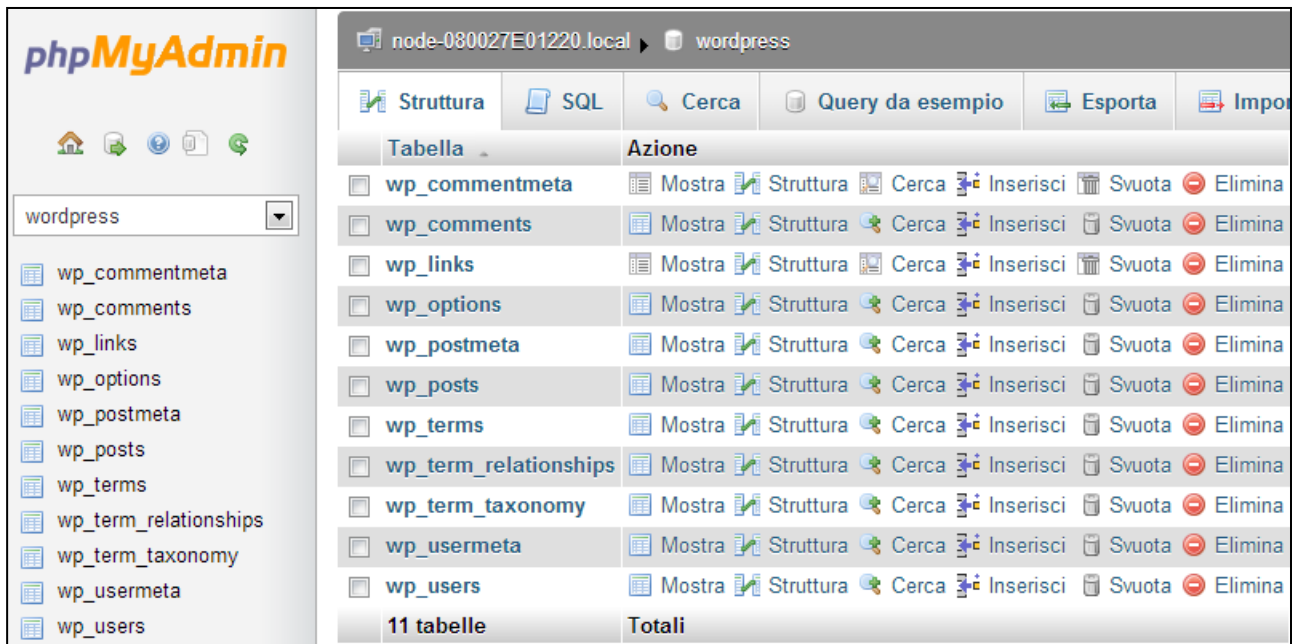 phpMyAdmin
wordpress
wp_commentmeta
wp_comments
wp_links
wp_options
wp_postmeta
wp_posts
wp_terms
wp_term_relationships
wp_term_taxonomy
wp_usermeta
wp_users
node-080027E01220.local wordpress
Struttura SQL Cerca Query da esempio Esporta Impor
Tabella Azione
wp_commentmeta Mostra Struttura Cerca Inserisci Svuota Elimina
wp_comments Mostra Struttura Cerca Inserisci Svuota Elimina
wp_links Mostra Struttura Cerca Inserisci Svuota Elimina
wp_options Mostra Struttura Cerca Inserisci Svuota Elimina
wp_postmeta Mostra Struttura Cerca Inserisci Svuota Elimina
wp_posts Mostra Struttura Cerca Inserisci Svuota Elimina
wp_terms Mostra Struttura Cerca Inserisci Svuota Elimina
wp_term_relationships Mostra Struttura Cerca Inserisci Svuota Elimina
wp_term_taxonomy Mostra Struttura Cerca Inserisci Svuota Elimina
wp_usermeta Mostra Struttura Cerca Inserisci Svuota Elimina
wp_users Mostra Struttura Cerca Inserisci Svuota Elimina
11 tabelle Totali